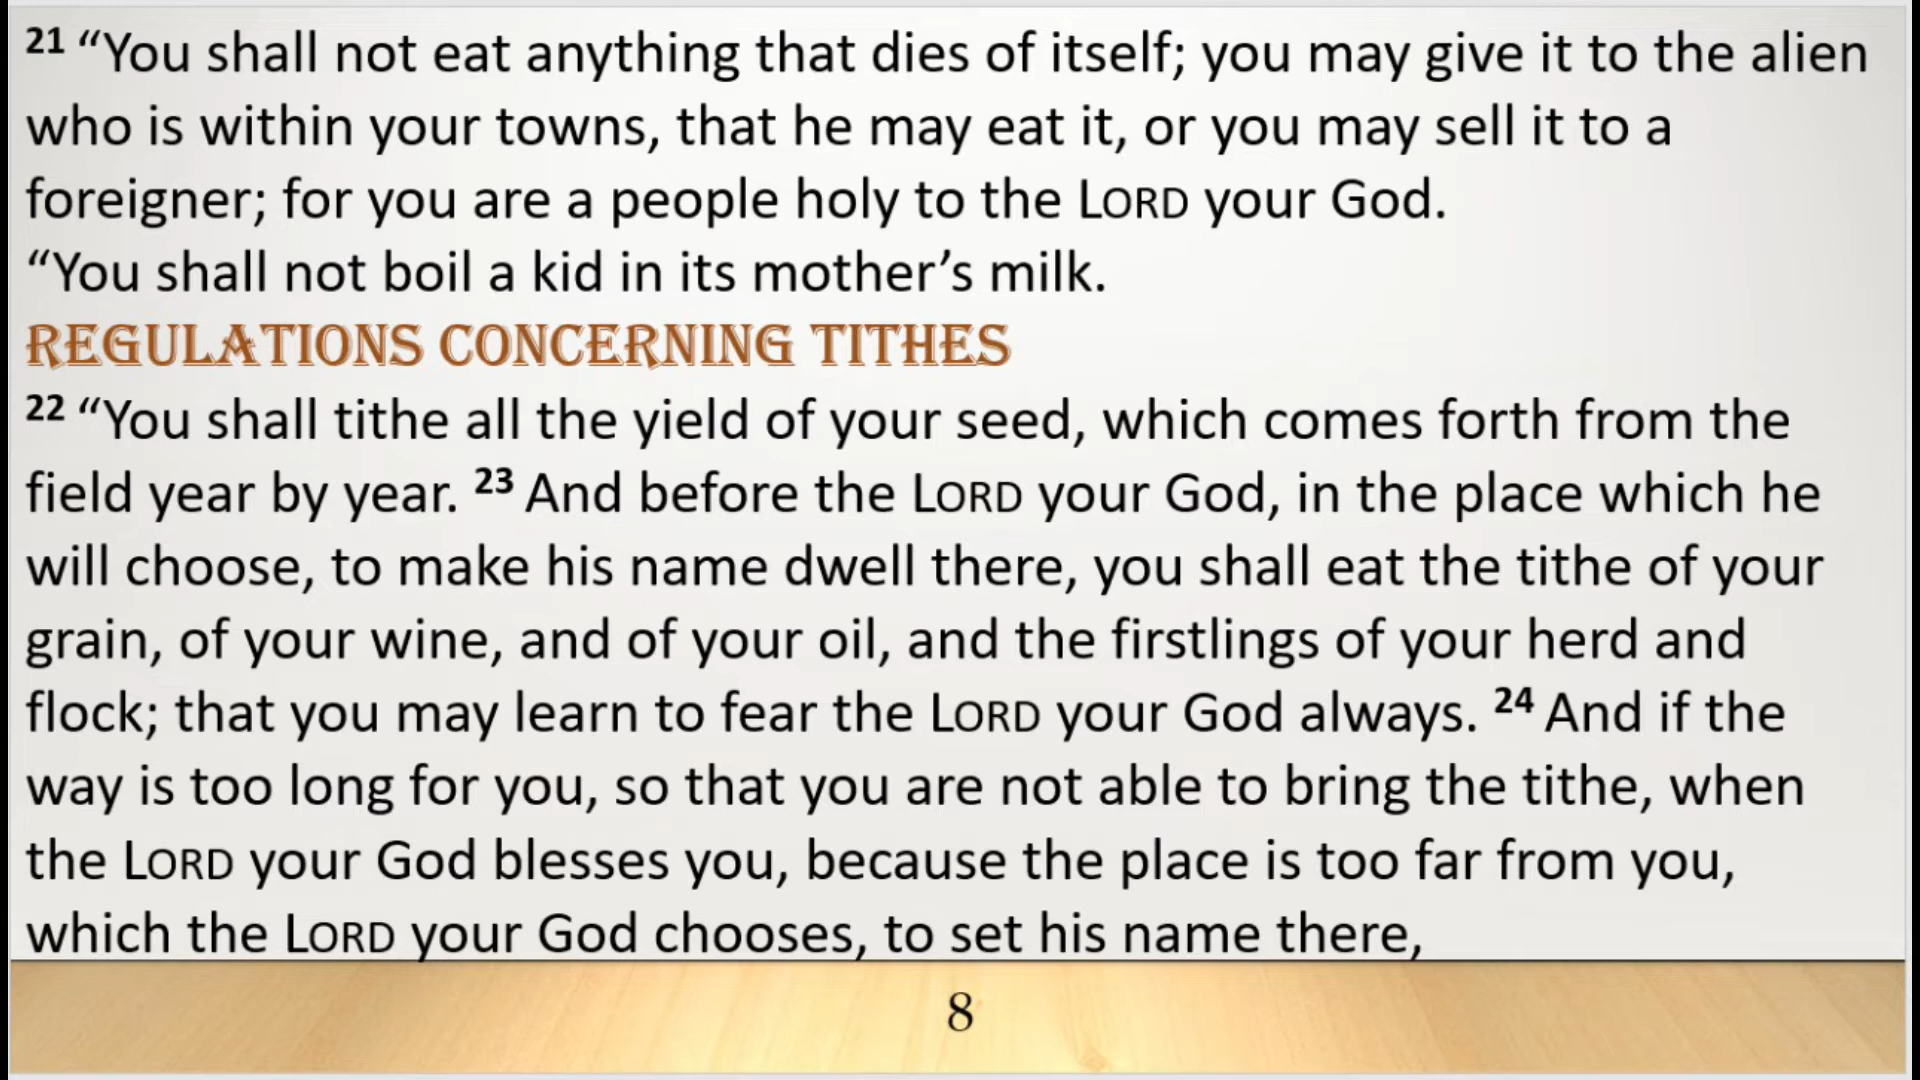 21 “You shall not eat anything that dies of itself; you may give it to the alien
who is within your towns, that he may eat it, or you may sell it to a
foreigner; for you are a people holy to the LORD your God.
“You shall not boil a kid in its mother’s milk.
REGULATIONS CONCERNING TITHES
22 “You shall tithe all the yield of your seed, which comes forth from the
field year by year. 23 And before the LORD your God, in the place which he
will choose, to make his name dwell there, you shall eat the tithe of your
grain, of your wine, and of your oil, and the firstlings of your herd and
flock; that you may learn to fear the LORD your God always. 24 And if the
way is too long for you, so that you are not able to bring the tithe, when
the LORD your God blesses you, because the place is too far from you,
which the LORD your God chooses, to set his name there,
8